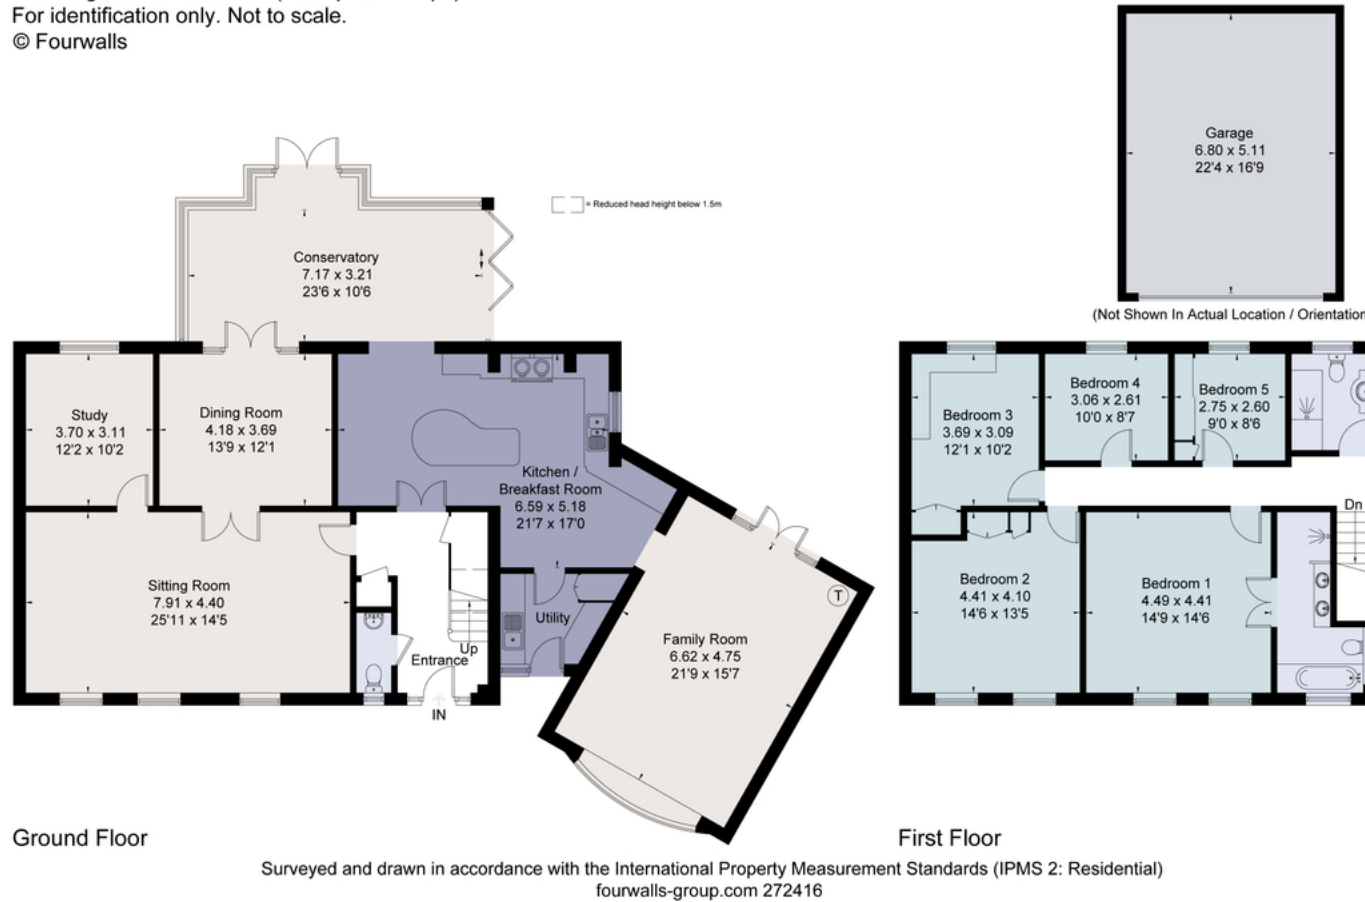 For identification only. Not to scale.
© Fourwalls
Garage
6.80 x 5.11
22'4 x 16'9
(Not Shown In Actual Location / Orientation
= Reduced head height below 1.5m
Conservatory
7.17 x 3.21
23'6 x 10'6
Study
3.70 x 3.11
12'2 x 10'2
Dining Room
4.18 x 3.69
13'9 x 12'1
Kitchen /
Breakfast Room
6.59 x 5.18
21'7 x 17'0
Sitting Room
7.91 x 4.40
25'11 x 14'5
Utility
Up
Entrance
IN
T
Family Room
6.62 x 4.75
21'9 x 15'7
Bedroom 3
3.69 x 3.09
12'1 x 10'2
Bedroom 4
3.06 x 2.61
10'0 x 8'7
Bedroom 5
2.75 x 2.60
9'0 x 8'6
Dn
Bedroom 2
4.41 x 4.10
14'6 x 13'5
Bedroom 1
4.49 x 4.41
14'9 x 14'6
Ground Floor
First Floor
Surveyed and drawn in accordance with the International Property Measurement Standards (IPMS 2: Residential)
fourwalls-group.com 272416